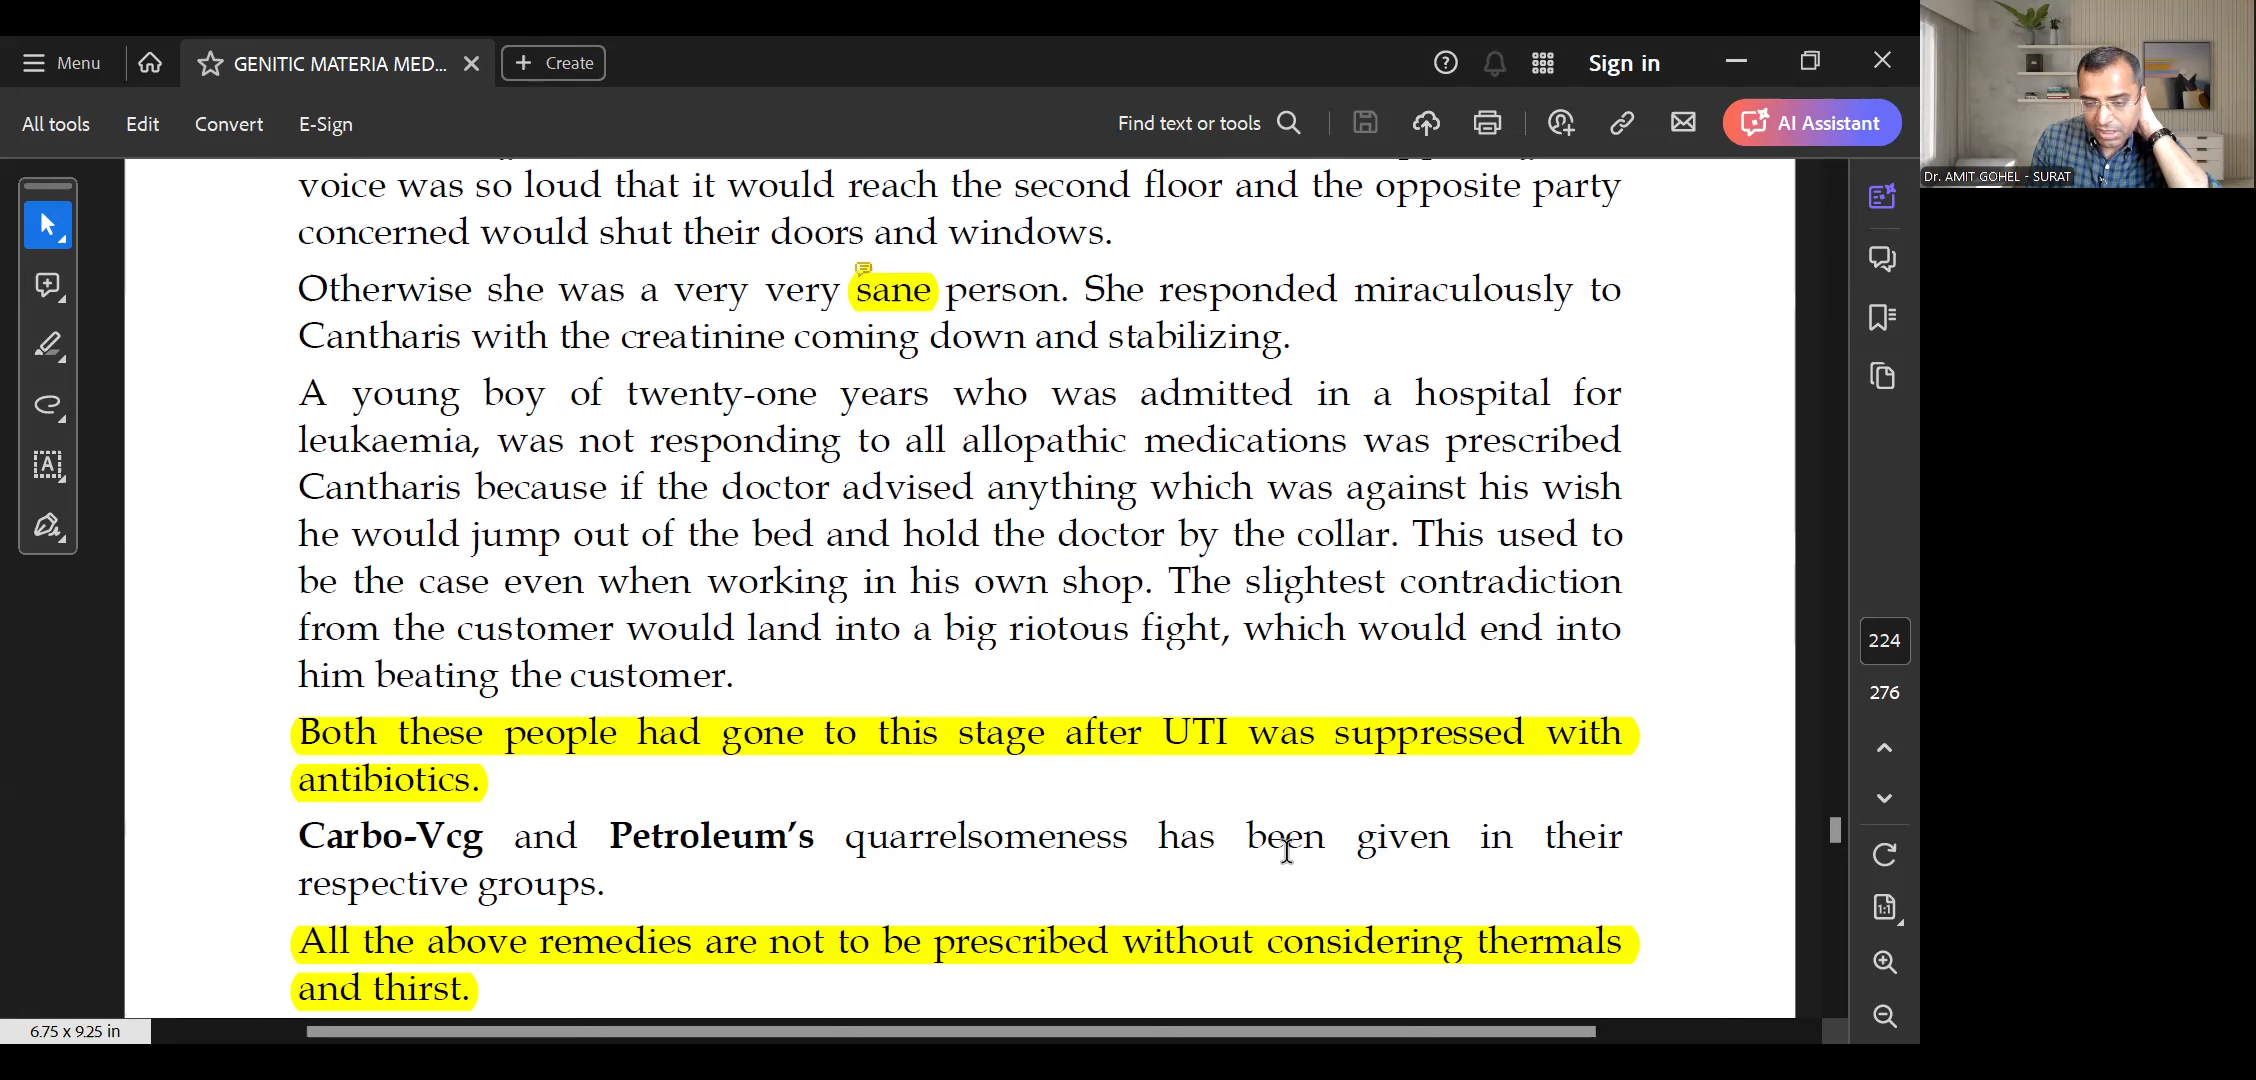 Menu
GENITIC MATERIA MED...
Create
Sign in
All tools
Edit
Convert
E-Sign
Find text or tools
AI Assistant
Dr. AMIT GOHEL - SURAT
voice was so loud that it would reach the second floor and the opposite party
concerned would shut their doors and windows.
Otherwise she was a very very sane person. She responded miraculously to
Cantharis with the creatinine coming down and stabilizing.
A young boy of twenty-one years who was admitted in a hospital for
leukaemia, was not responding to all allopathic medications was prescribed
Cantharis because if the doctor advised anything which was against his wish
he would jump out of the bed and hold the doctor by the collar. This used to
be the case even when working in his own shop. The slightest contradiction
from the customer would land into a big riotous fight, which would end into
him beating the customer.
Both these people had gone to this stage after UTI was suppressed with
antibiotics.
Carbo-Vcg and Petroleum's quarrelsomeness has been given in their
respective groups.
All the above remedies are not to be prescribed without considering thermals
and thirst.
224
276
1:1
6.75 x 9.25 in